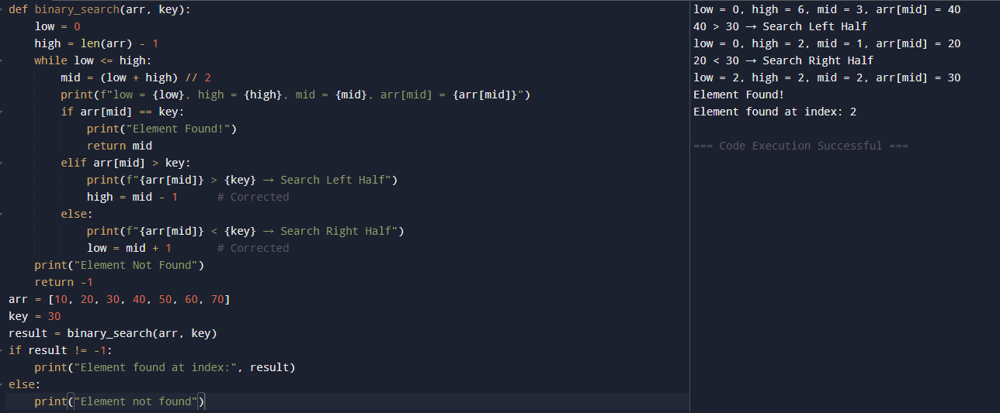 def binary_search(arr, key):
    low = 0
    high = len(arr) - 1
    while low <= high:
        mid = (low + high) // 2
        print(f"low = {low}, high = {high}, mid = {mid}, arr[mid] = {arr[mid]}")
        if arr[mid] == key:
            print("Element Found!")
            return mid
        elif arr[mid] > key:
            print(f"{arr[mid]} > {key} → Search Left Half")
            high = mid - 1      # Corrected
        else:
            print(f"{arr[mid]} < {key} → Search Right Half")
            low = mid + 1       # Corrected
    print("Element Not Found")
    return -1
arr = [10, 20, 30, 40, 50, 60, 70]
key = 30
result = binary_search(arr, key)
if result != -1:
    print("Element found at index:", result)
else:
    print("Element not found")
low = 0, high = 6, mid = 3, arr[mid] = 40
40 > 30 → Search Left Half
low = 0, high = 2, mid = 1, arr[mid] = 20
20 < 30 → Search Right Half
low = 2, high = 2, mid = 2, arr[mid] = 30
Element Found!
Element found at index: 2
=== Code Execution Successful ===